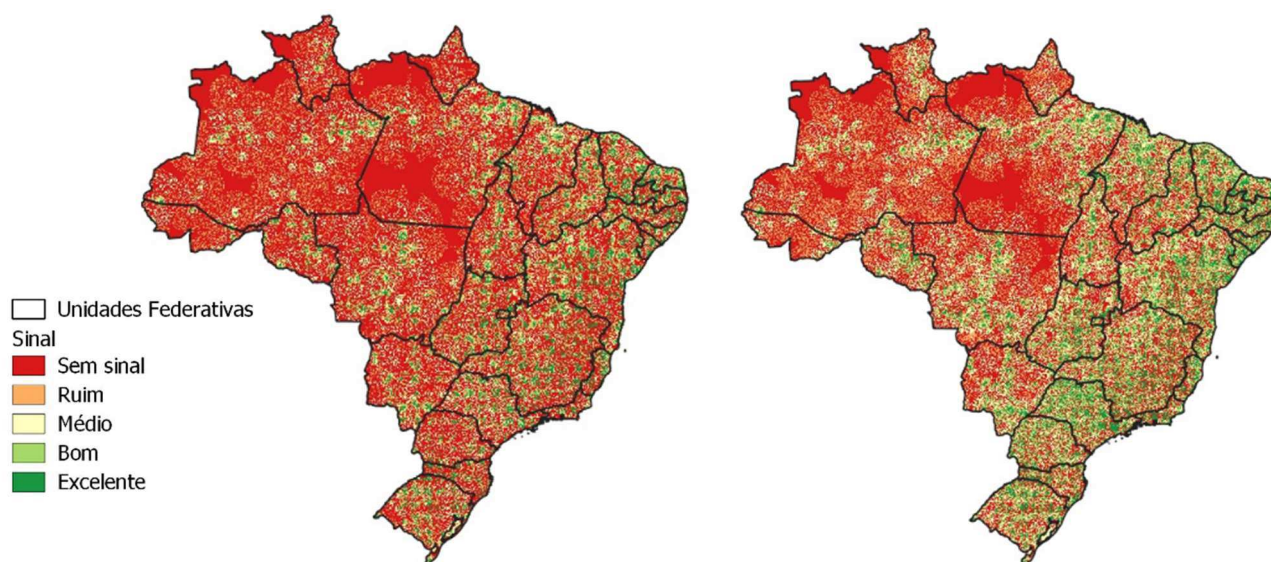 Unidades Federativas
Sinal
Sem sinal
Ruim
Médio
Bom
Excelente